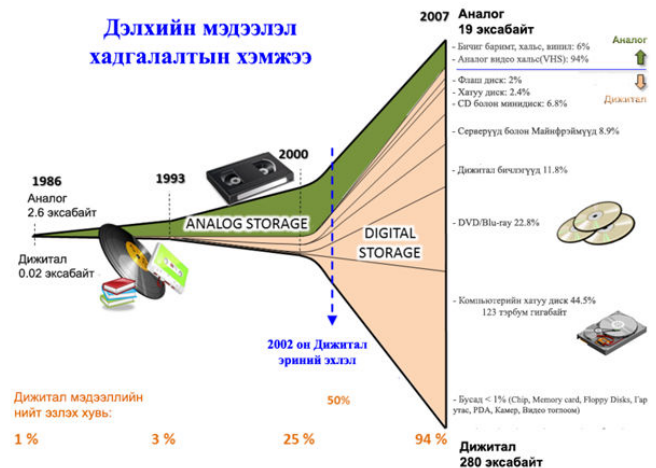 Дэлхийн мэдээлэл
хадгалалтын хэмжээ
2007
Аналог
19 эксабайт
- Бичиг баримт, хальс, винил: 6%
- Аналог видео хальс(VHS): 94%
Аналог
- Флаш диск: 2%
- Хатуу диск: 2.4%
- CD болон минидиск: 6.8%
Дижитал
- Серверүүд болон Майнфрэймүүд 8.9%
- Дижитал бичлэгүүд 11.8%
- DVD/Blu-ray 22.8%
- Компьютерийн хатуу диск 44.5%
123 тэрбум гигабайт
- Бусад < 1% (Chip, Memory card, Floppy Disks, Гар
утас, PDA, Камер, Видео тоглоом)
Дижитал
280 эксабайт
1986
Аналог
2.6 эксабайт
Дижитал
0.02 эксабайт
1993
2000
ANALOG STORAGE
DIGITAL
STORAGE
2002 он Дижитал
эриний эхлэл
Дижитал мэдээллийн
нийт эзлэх хувь:
50%
1 %
3 %
25 %
94 %